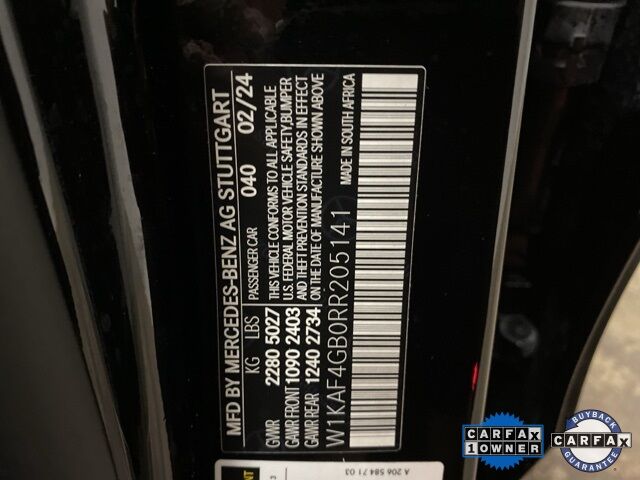 MFD BY MERCEDES-BENZ AG STUTTGART
KG LBS PASSENGER CAR 040 02/24
GVWR 2280 5027 THIS VEHICLE CONFORMS TO ALL APPLICABLE
GAWR FRONT 1090 2403 U.S. FEDERAL MOTOR VEHICLE SAFETY, BUMPER
GAWR REAR 1240 2734 AND THEFT PREVENTION STANDARDS IN EFFECT
ON THE DATE OF MANUFACTURE SHOWN ABOVE
W1KAF4GB0RR205141 MADE IN SOUTH AFRICA
A 206 584 71 03
CARFAX
1 OWNER
BUYBACK
CARFAX
GUARANTEE